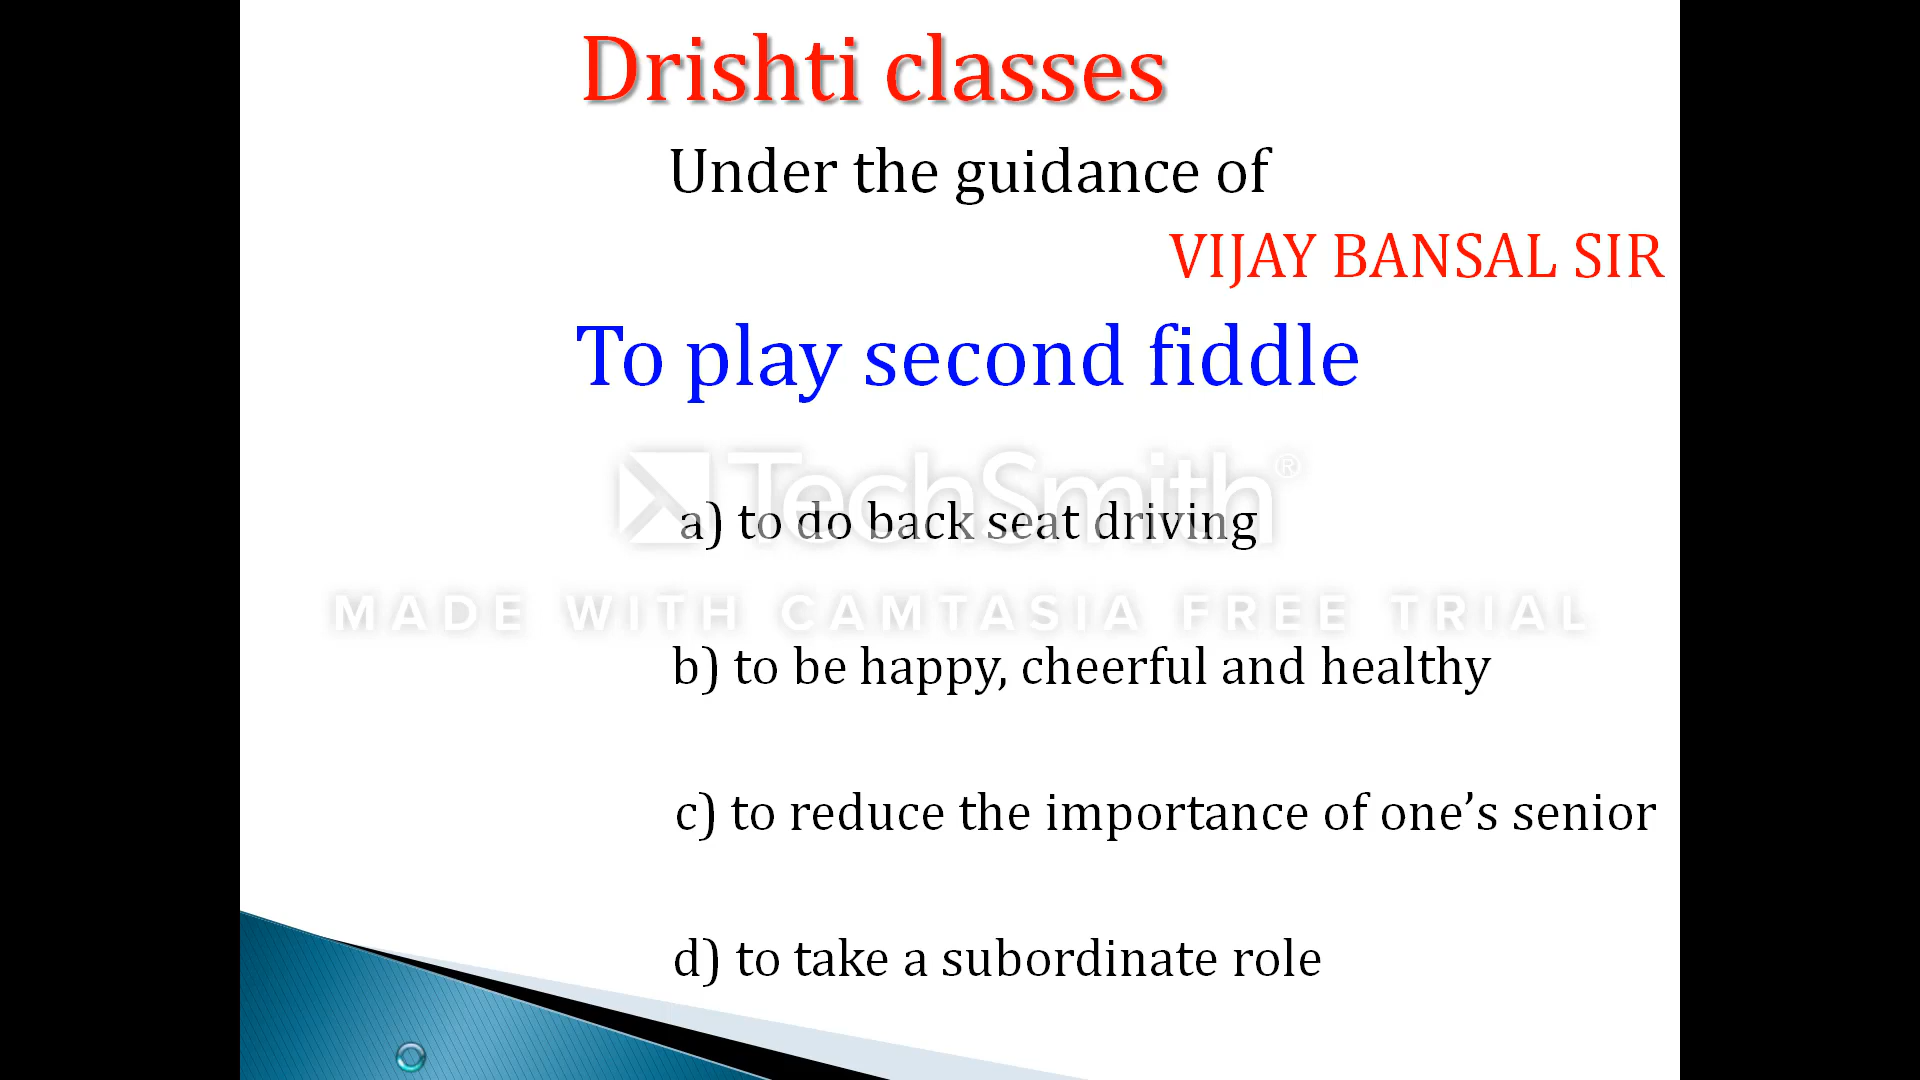 Drishti classes
Under the guidance of
VIJAY BANSAL SIR
To play second fiddle
TechSmith®
a) to do back seat driving
MADE WITH CAMTASIA FREE TRIAL
b) to be happy, cheerful and healthy
c) to reduce the importance of one’s senior
d) to take a subordinate role